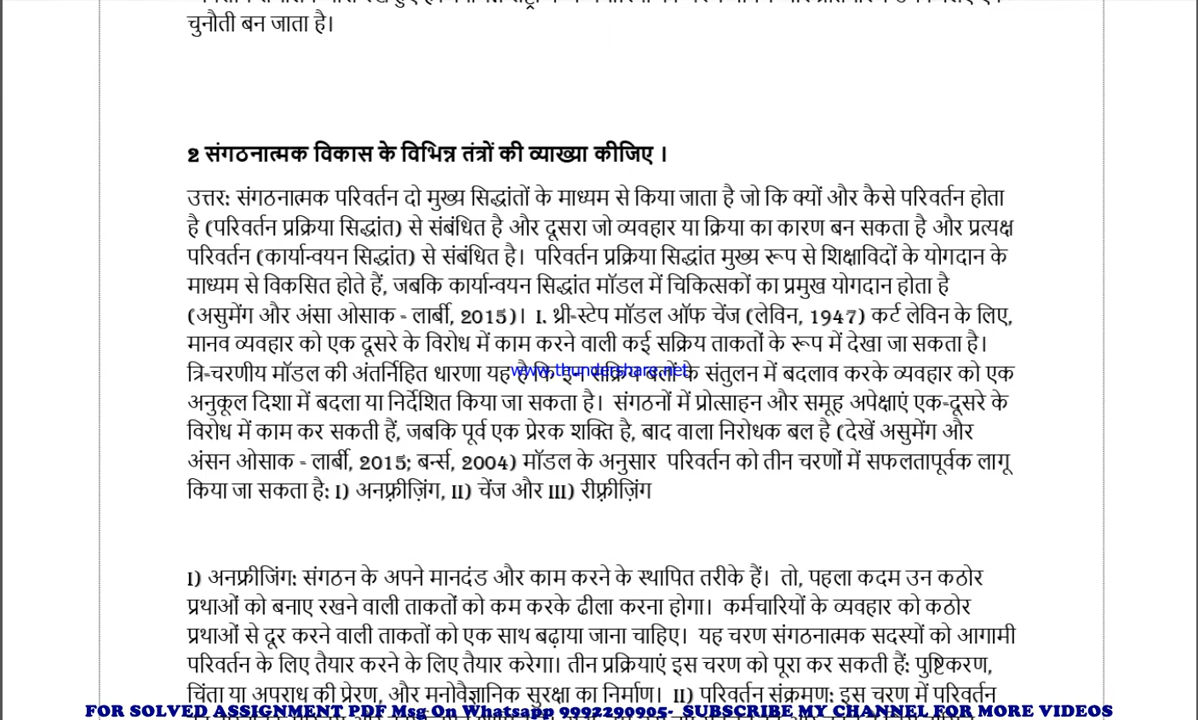 चुनौती बन जाता है।
2 संगठनात्मक विकास के विभिन्न तंत्रों की व्याख्या कीजिए ।
उत्तर: संगठनात्मक परिवर्तन दो मुख्य सिद्धांतों के माध्यम से किया जाता है जो कि क्यों और कैसे परिवर्तन होता
है (परिवर्तन प्रक्रिया सिद्धांत) से संबंधित है और दूसरा जो व्यवहार या क्रिया का कारण बन सकता है और प्रत्यक्ष
परिवर्तन (कार्यान्वयन सिद्धांत) से संबंधित है। परिवर्तन प्रक्रिया सिद्धांत मुख्य रूप से शिक्षाविदों के योगदान के
माध्यम से विकसित होते हैं, जबकि कार्यान्वयन सिद्धांत मॉडल में चिकित्सकों का प्रमुख योगदान होता है
(असुमेंग और अंसा ओसाक - लार्बी, 2015)। I. थ्री-स्टेप मॉडल ऑफ चेंज (लेविन, 1947) कर्ट लेविन के लिए,
मानव व्यवहार को एक दूसरे के विरोध में काम करने वाली कई सक्रिय ताकतों के रूप में देखा जा सकता है।
त्रि-चरणीय मॉडल की अंतर्निहित धारणा यह है कि इन सक्रिय बलों के संतुलन में बदलाव करके व्यवहार को एक
www.thundershare.net
अनुकूल दिशा में बदला या निर्देशित किया जा सकता है। संगठनों में प्रोत्साहन और समूह अपेक्षाएं एक-दूसरे के
विरोध में काम कर सकती हैं, जबकि पूर्व एक प्रेरक शक्ति है, बाद वाला निरोधक बल है (देखें असुमेंग और
अंसन ओसाक - लार्बी, 2015; बर्न्स, 2004) मॉडल के अनुसार परिवर्तन को तीन चरणों में सफलतापूर्वक लागू
किया जा सकता है: I) अनफ़्रीज़िंग, II) चेंज और III) रीफ़्रीज़िंग
I) अनफ्रीजिंग: संगठन के अपने मानदंड और काम करने के स्थापित तरीके हैं। तो, पहला कदम उन कठोर
प्रथाओं को बनाए रखने वाली ताकतों को कम करके ढीला करना होगा। कर्मचारियों के व्यवहार को कठोर
प्रथाओं से दूर करने वाली ताकतों को एक साथ बढ़ाया जाना चाहिए। यह चरण संगठनात्मक सदस्यों को आगामी
परिवर्तन के लिए तैयार करने के लिए तैयार करेगा। तीन प्रक्रियाएं इस चरण को पूरा कर सकती हैं: पुष्टिकरण,
चिंता या अपराध की प्रेरण, और मनोवैज्ञानिक सुरक्षा का निर्माण। II) परिवर्तन संक्रमण: इस चरण में परिवर्तन
FOR SOLVED ASSIGNMENT PDF Msg On Whatsapp 9992290905- SUBSCRIBE MY CHANNEL FOR MORE VIDEOS